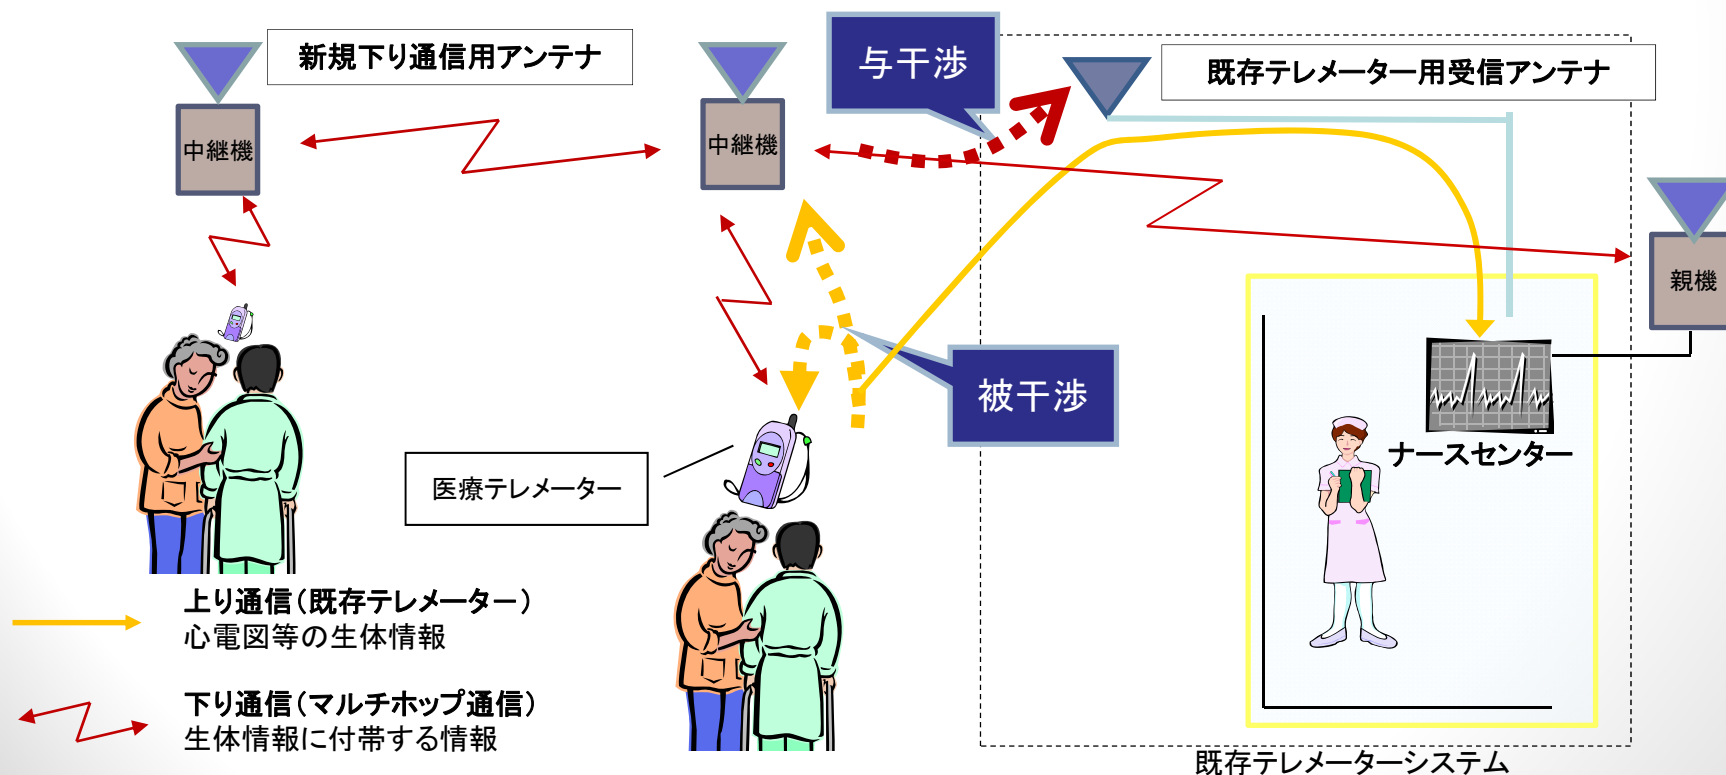 新規下り通信用アンテナ
与干渉
既存テレメーター用受信アンテナ
中継機
中継機
親機
被干渉
医療テレメーター
ナースセンター
上り通信（既存テレメーター）
心電図等の生体情報
下り通信（マルチホップ通信）
生体情報に付帯する情報
既存テレメーターシステム